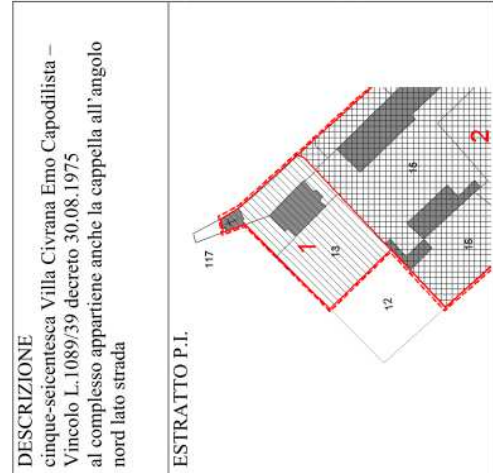 DESCRIZIONE
cinque-seicentesca Villa Civrana Emo Capodilista –
Vincolo L.1089/39 decreto 30.08.1975
al complesso appartiene anche la cappella all'angolo
nord lato strada
ESTRATTO P.I.
117
1
13
12
15
2
16